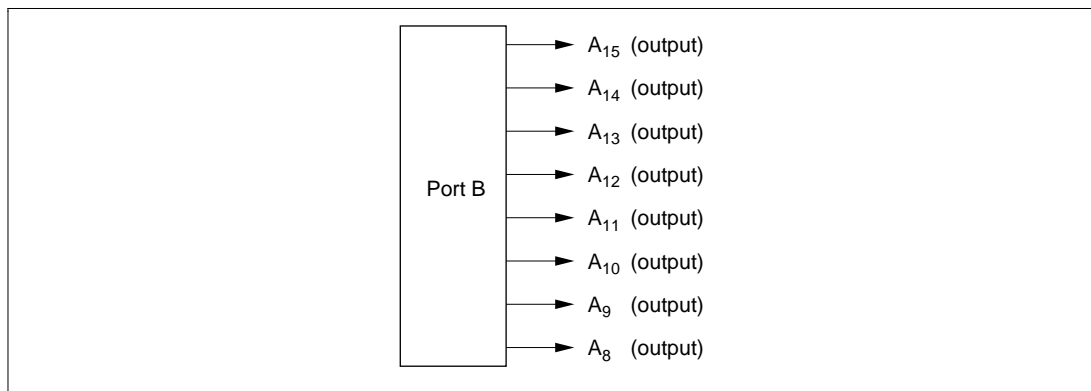 A15 (output)
A14 (output)
A13 (output)
A12 (output)
Port B
A11 (output)
A10 (output)
A9 (output)
A8 (output)